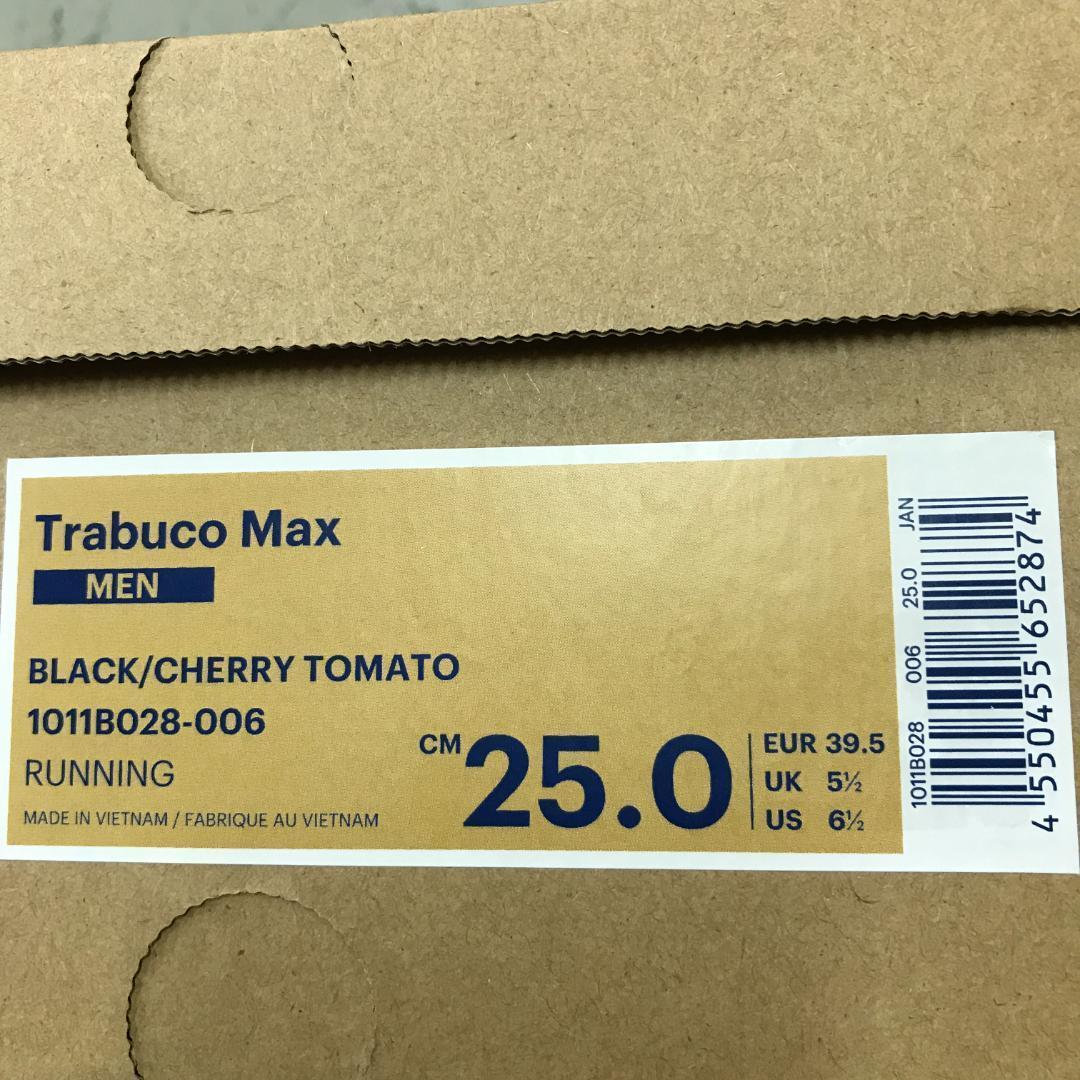 Trabuco Max
MEN
BLACK/CHERRY TOMATO
1011B028-006
RUNNING
MADE IN VIETNAM / FABRIQUE AU VIETNAM
CM 25.0
EUR 39.5
UK 5½
US 6½
1011B028 006 25.0 JAN
4 550455 652874